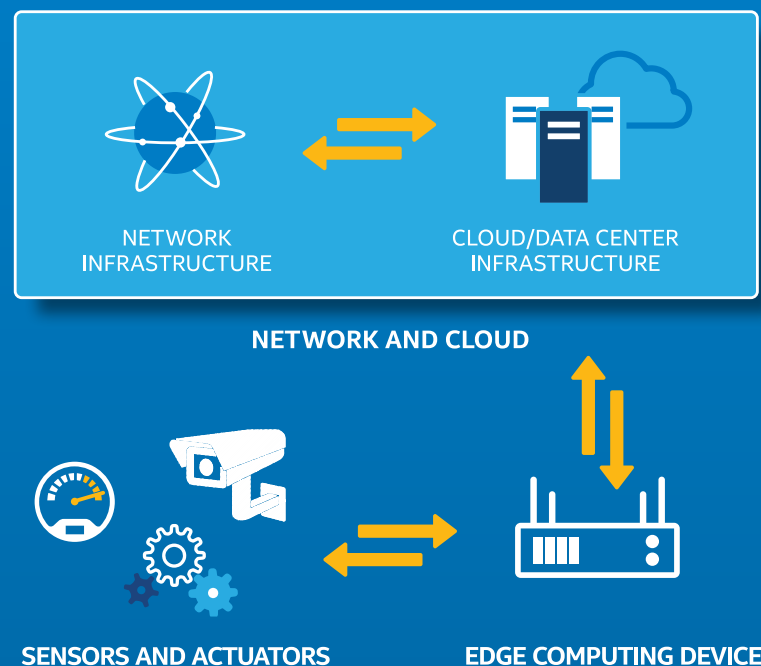 NETWORK
INFRASTRUCTURE
CLOUD/DATA CENTER
INFRASTRUCTURE
NETWORK AND CLOUD
SENSORS AND ACTUATORS
EDGE COMPUTING DEVICE